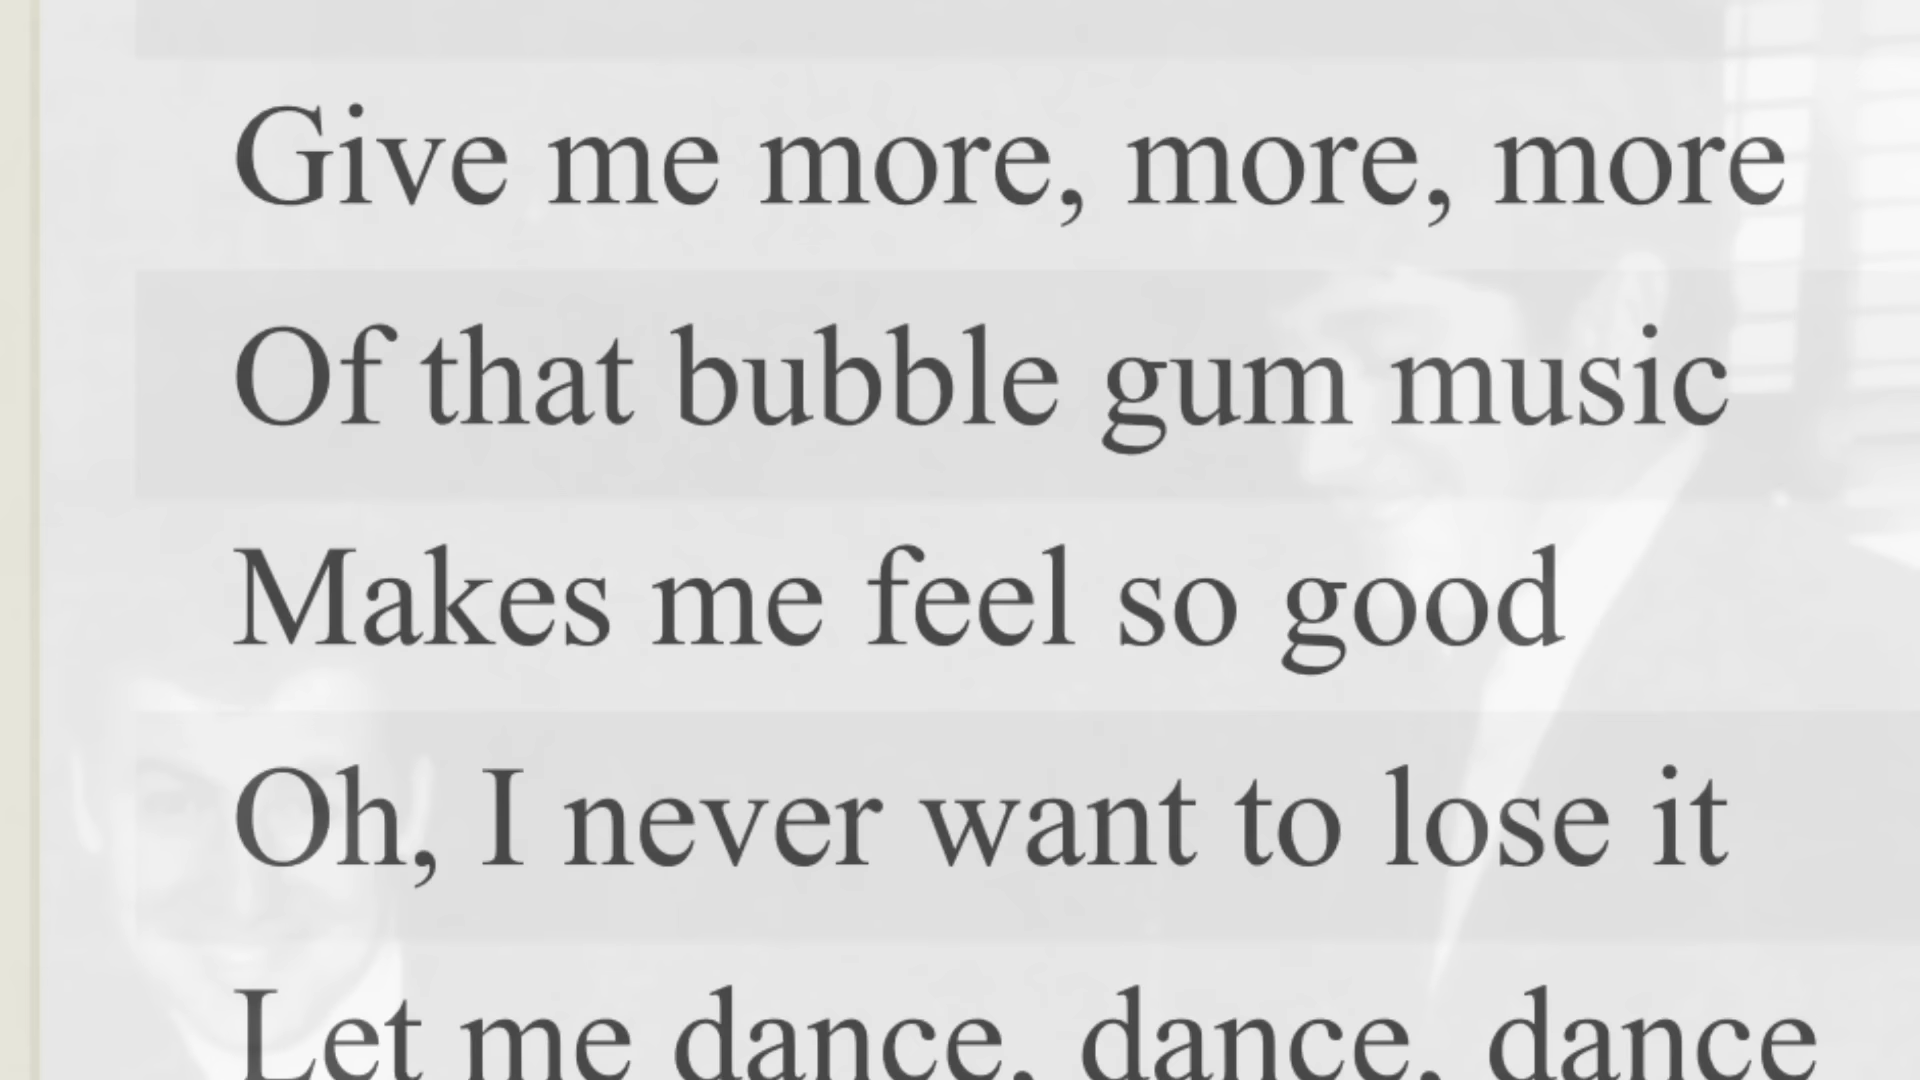 Give me more, more, more
Of that bubble gum music
Makes me feel so good
Oh, I never want to lose it
Let me dance, dance, dance